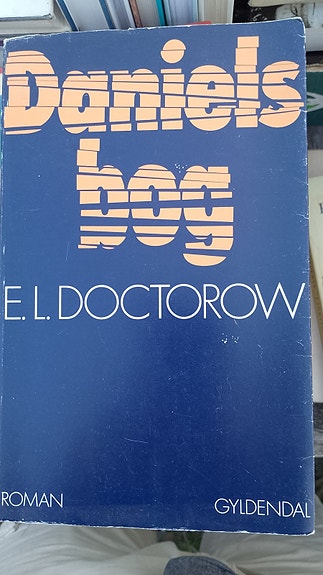 Daniels
bog
E. L. DOCTOROW
ROMAN GYLDENDAL